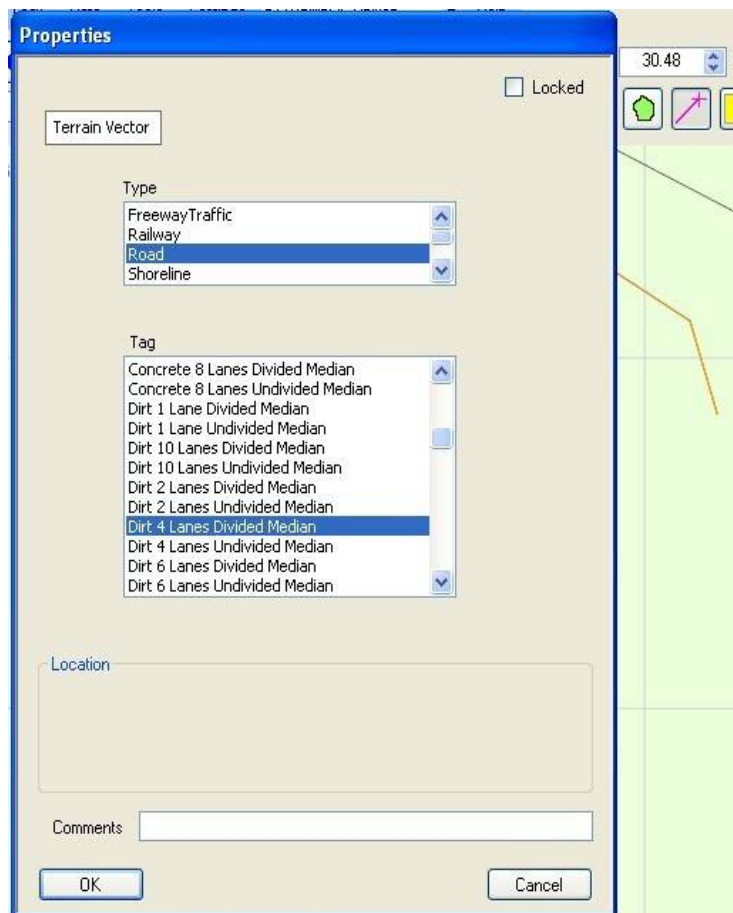 Properties
30.48
Locked
Terrain Vector
Type
FreewayTraffic
Railway
Road
Shoreline
Tag
Concrete 8 Lanes Divided Median
Concrete 8 Lanes Undivided Median
Dirt 1 Lane Divided Median
Dirt 1 Lane Undivided Median
Dirt 10 Lanes Divided Median
Dirt 10 Lanes Undivided Median
Dirt 2 Lanes Divided Median
Dirt 2 Lanes Undivided Median
Dirt 4 Lanes Divided Median
Dirt 4 Lanes Undivided Median
Dirt 6 Lanes Divided Median
Dirt 6 Lanes Undivided Median
Location
Comments
OK
Cancel